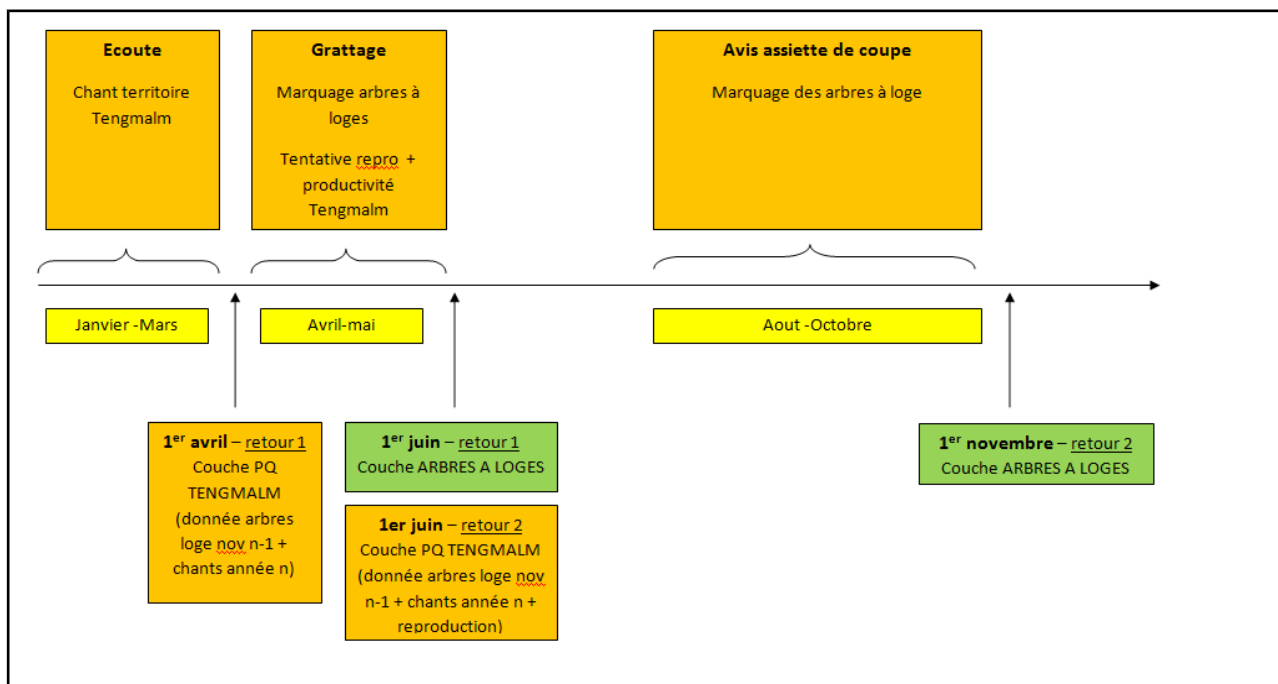 Ecoute
Chant territoire
Tengmalm
Grattage
Marquage arbres à
loges
Tentative repro +
productivité
Tengmalm
Avis assiette de coupe
Marquage des arbres à loge
Janvier -Mars
Avril-mai
Aout -Octobre
1er avril – retour 1
Couche PQ
TENGMALM
(donnée arbres
loge nov n-1 +
chants année n)
1er juin – retour 1
Couche ARBRES A LOGES
1er juin – retour 2
Couche PQ TENGMALM
(donnée arbres loge nov
n-1 + chants année n +
reproduction)
1er novembre – retour 2
Couche ARBRES A LOGES